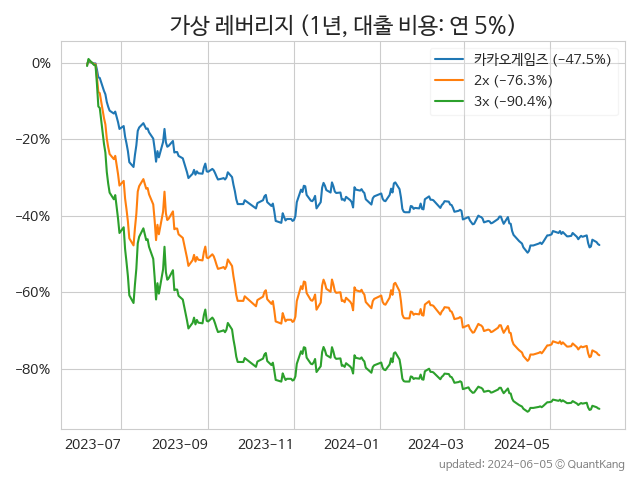 가상 레버리지 (1년, 대출 비용: 연 5%)
카카오게임즈 (−47.5%)
2x (−76.3%)
3x (−90.4%)
0%
−20%
−40%
−60%
−80%
2023-07 2023-09 2023-11 2024-01 2024-03 2024-05
updated: 2024-06-05 © QuantKang